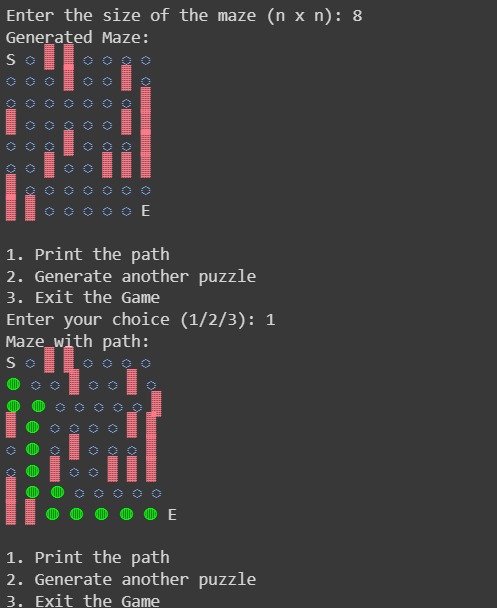 Enter the size of the maze (n x n): 8
Generated Maze:
S ◌ ▓ ▓ ◌ ◌ ◌ ◌
◌ ◌ ◌ ▓ ◌ ◌ ▓ ◌
◌ ◌ ◌ ◌ ◌ ◌ ◌ ▓
▓ ◌ ◌ ◌ ◌ ◌ ▓ ▓
◌ ◌ ◌ ▓ ◌ ◌ ◌ ▓
◌ ◌ ▓ ◌ ◌ ▓ ▓ ▓
▓ ◌ ◌ ◌ ◌ ◌ ◌ ◌
▓ ▓ ◌ ◌ ◌ ◌ ◌ E
1. Print the path
2. Generate another puzzle
3. Exit the Game
Enter your choice (1/2/3): 1
Maze with path:
S ◌ ▓ ▓ ◌ ◌ ◌ ◌
◍ ◌ ◌ ▓ ◌ ◌ ▓ ◌
◍ ◍ ◌ ◌ ◌ ◌ ◌ ▓
▓ ◍ ◌ ◌ ◌ ◌ ▓ ▓
◌ ◍ ◌ ▓ ◌ ◌ ◌ ▓
◌ ◍ ▓ ◌ ◌ ▓ ▓ ▓
▓ ◍ ◍ ◌ ◌ ◌ ◌ ◌
▓ ▓ ◍ ◍ ◍ ◍ ◍ E
1. Print the path
2. Generate another puzzle
3. Exit the Game